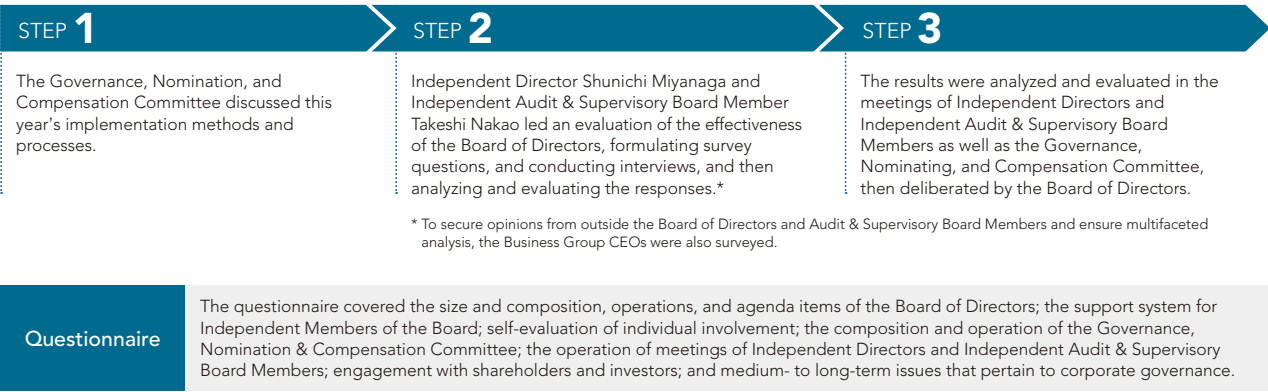 STEP 1
The Governance, Nomination, and
Compensation Committee discussed this
year's implementation methods and
processes.
STEP 2
Independent Director Shunichi Miyanaga and
Independent Audit & Supervisory Board Member
Takeshi Nakao led an evaluation of the effectiveness
of the Board of Directors, formulating survey
questions, and conducting interviews, and then
analyzing and evaluating the responses.*
* To secure opinions from outside the Board of Directors and Audit & Supervisory Board Members and ensure multifaceted
analysis, the Business Group CEOs were also surveyed.
STEP 3
The results were analyzed and evaluated in the
meetings of Independent Directors and
Independent Audit & Supervisory Board
Members as well as the Governance,
Nominating, and Compensation Committee,
then deliberated by the Board of Directors.
Questionnaire
The questionnaire covered the size and composition, operations, and agenda items of the Board of Directors; the support system for
Independent Members of the Board; self-evaluation of individual involvement; the composition and operation of the Governance,
Nomination & Compensation Committee; the operation of meetings of Independent Directors and Independent Audit & Supervisory
Board Members; engagement with shareholders and investors; and medium- to long-term issues that pertain to corporate governance.